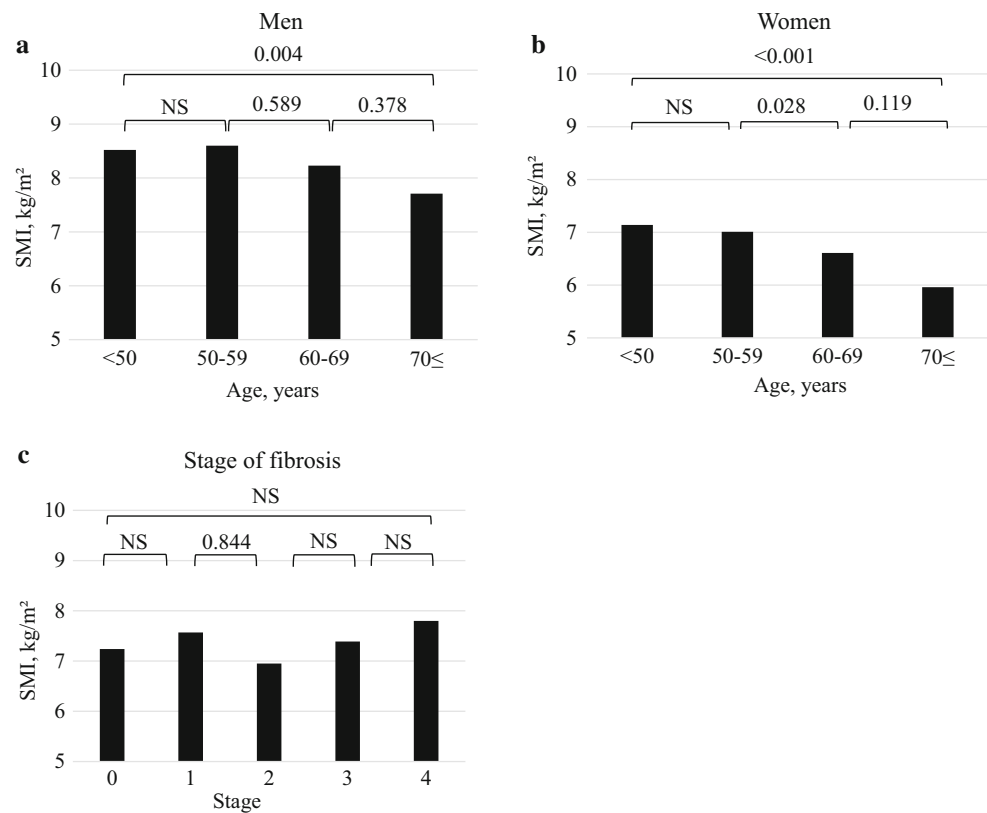 a
Men
0.004
NS 0.589 0.378
10
9
8
7
6
5
SMI, kg/m²
<50 50-59 60-69 70≤
Age, years
b
Women
<0.001
NS 0.028 0.119
10
9
8
7
6
5
SMI, kg/m²
<50 50-59 60-69 70≤
Age, years
c
Stage of fibrosis
NS
NS 0.844 NS NS
10
9
8
7
6
5
SMI, kg/m²
0 1 2 3 4
Stage